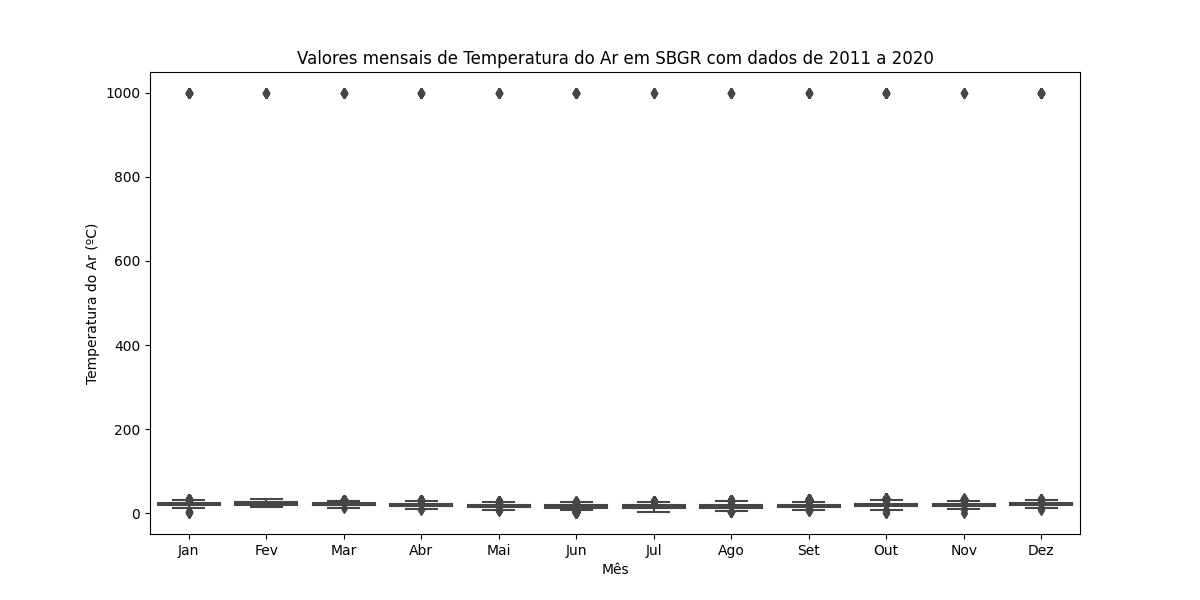 Valores mensais de Temperatura do Ar em SBGR com dados de 2011 a 2020
Temperatura do Ar (ºC)
1000
800
600
400
200
0
Jan Fev Mar Abr Mai Jun Jul Ago Set Out Nov Dez
Mês